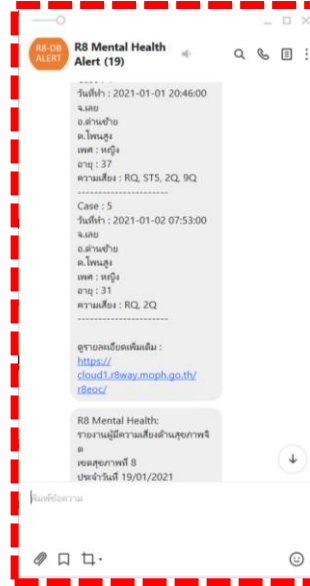 R8-DB
ALERT
R8 Mental Health
Alert (19)
วันที่ทำ : 2021-01-01 20:46:00
จ.เลย
อ.ด่านซ้าย
ต.โพนสูง
เพศ : หญิง
อายุ : 37
ความเสี่ยง : RQ, ST5, 2Q, 9Q
----------------------
Case : 5
วันที่ทำ : 2021-01-02 07:53:00
จ.เลย
อ.ด่านซ้าย
ต.โพนสูง
เพศ : หญิง
อายุ : 31
ความเสี่ยง : RQ, 2Q
----------------------
ดูรายละเอียดเพิ่มเติม :
https://
cloud1.r8way.moph.go.th/
r8eoc/
R8 Mental Health:
รายงานผู้มีความเสี่ยงด้านสุขภาพจิ
ต
เขตสุขภาพที่ 8
ประจำวันที่ 19/01/2021
พิมพ์ข้อความ